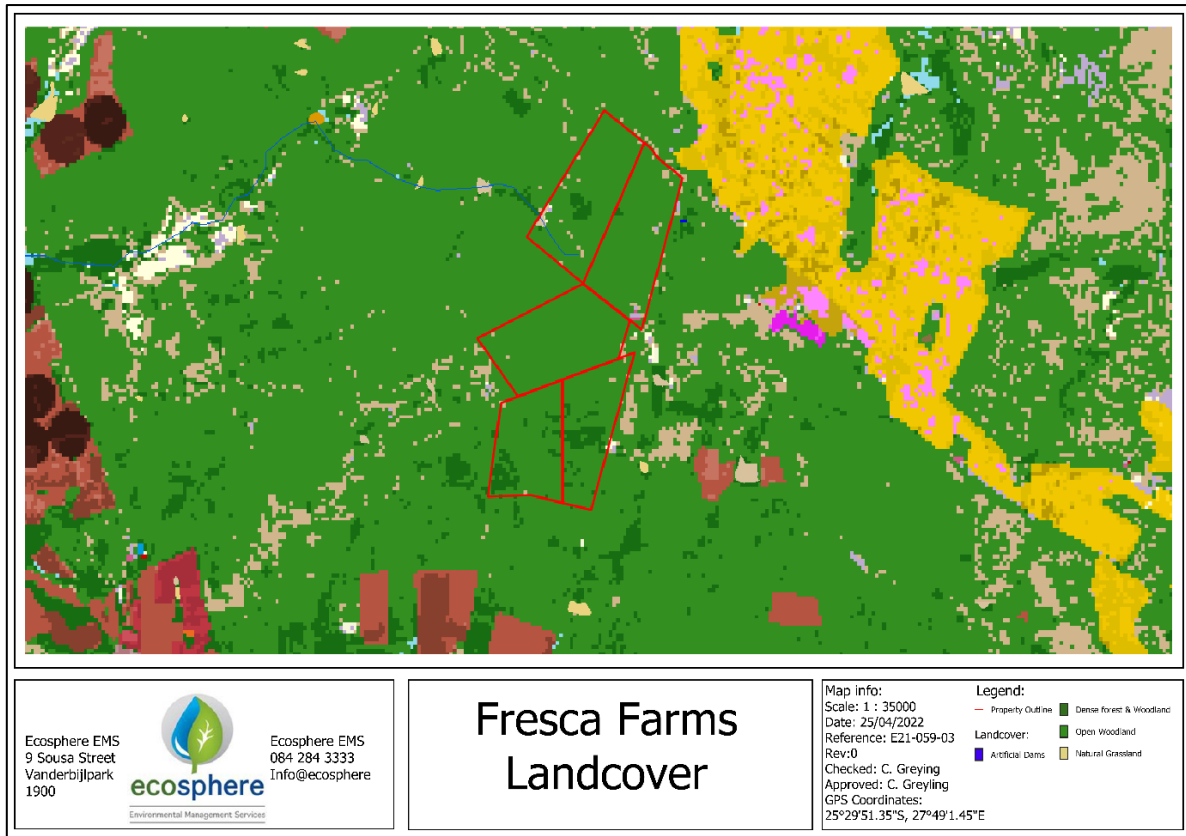 Ecosphere EMS
9 Sousa Street
Vanderbijlpark
1900
ecosphere
Environmental Management Services
Ecosphere EMS
084 284 3333
Info@ecosphere
Fresca Farms
Landcover
Map info:
Scale: 1 : 35000
Date: 25/04/2022
Reference: E21-059-03
Rev:0
Checked: C. Greying
Approved: C. Greyling
GPS Coordinates:
25°29'51.35"S, 27°49'1.45"E
Legend:
Property Outline
Landcover:
Artificial Dams
Dense forest & Woodland
Open Woodland
Natural Grassland